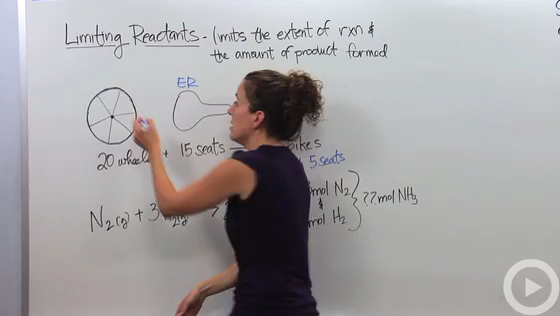 Limiting Reactants - limits the extent of rxn &
the amount of product formed
ER
20 wheels + 15 seats bikes
5 seats
N2(g) + 3 mol N2
& ??mol NH3
mol H2